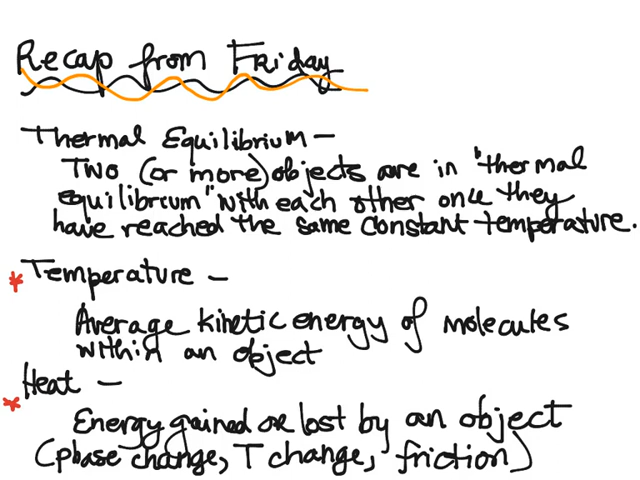 Recap from Friday
Thermal Equilibrium –
Two (or more) objects are in "thermal
equilibrium" with each other once they
have reached the same constant temperature.
* Temperature –
Average kinetic energy of molecules
within an object
Heat –
* Energy gained or lost by an object
(phase change, T change, friction)